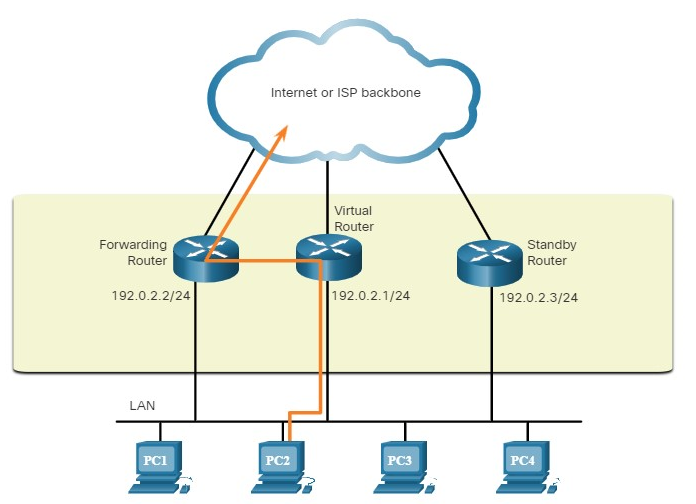 Internet or ISP backbone
Virtual
Router
Forwarding
Router
Standby
Router
192.0.2.2/24
192.0.2.1/24
192.0.2.3/24
LAN
PC1
PC2
PC3
PC4